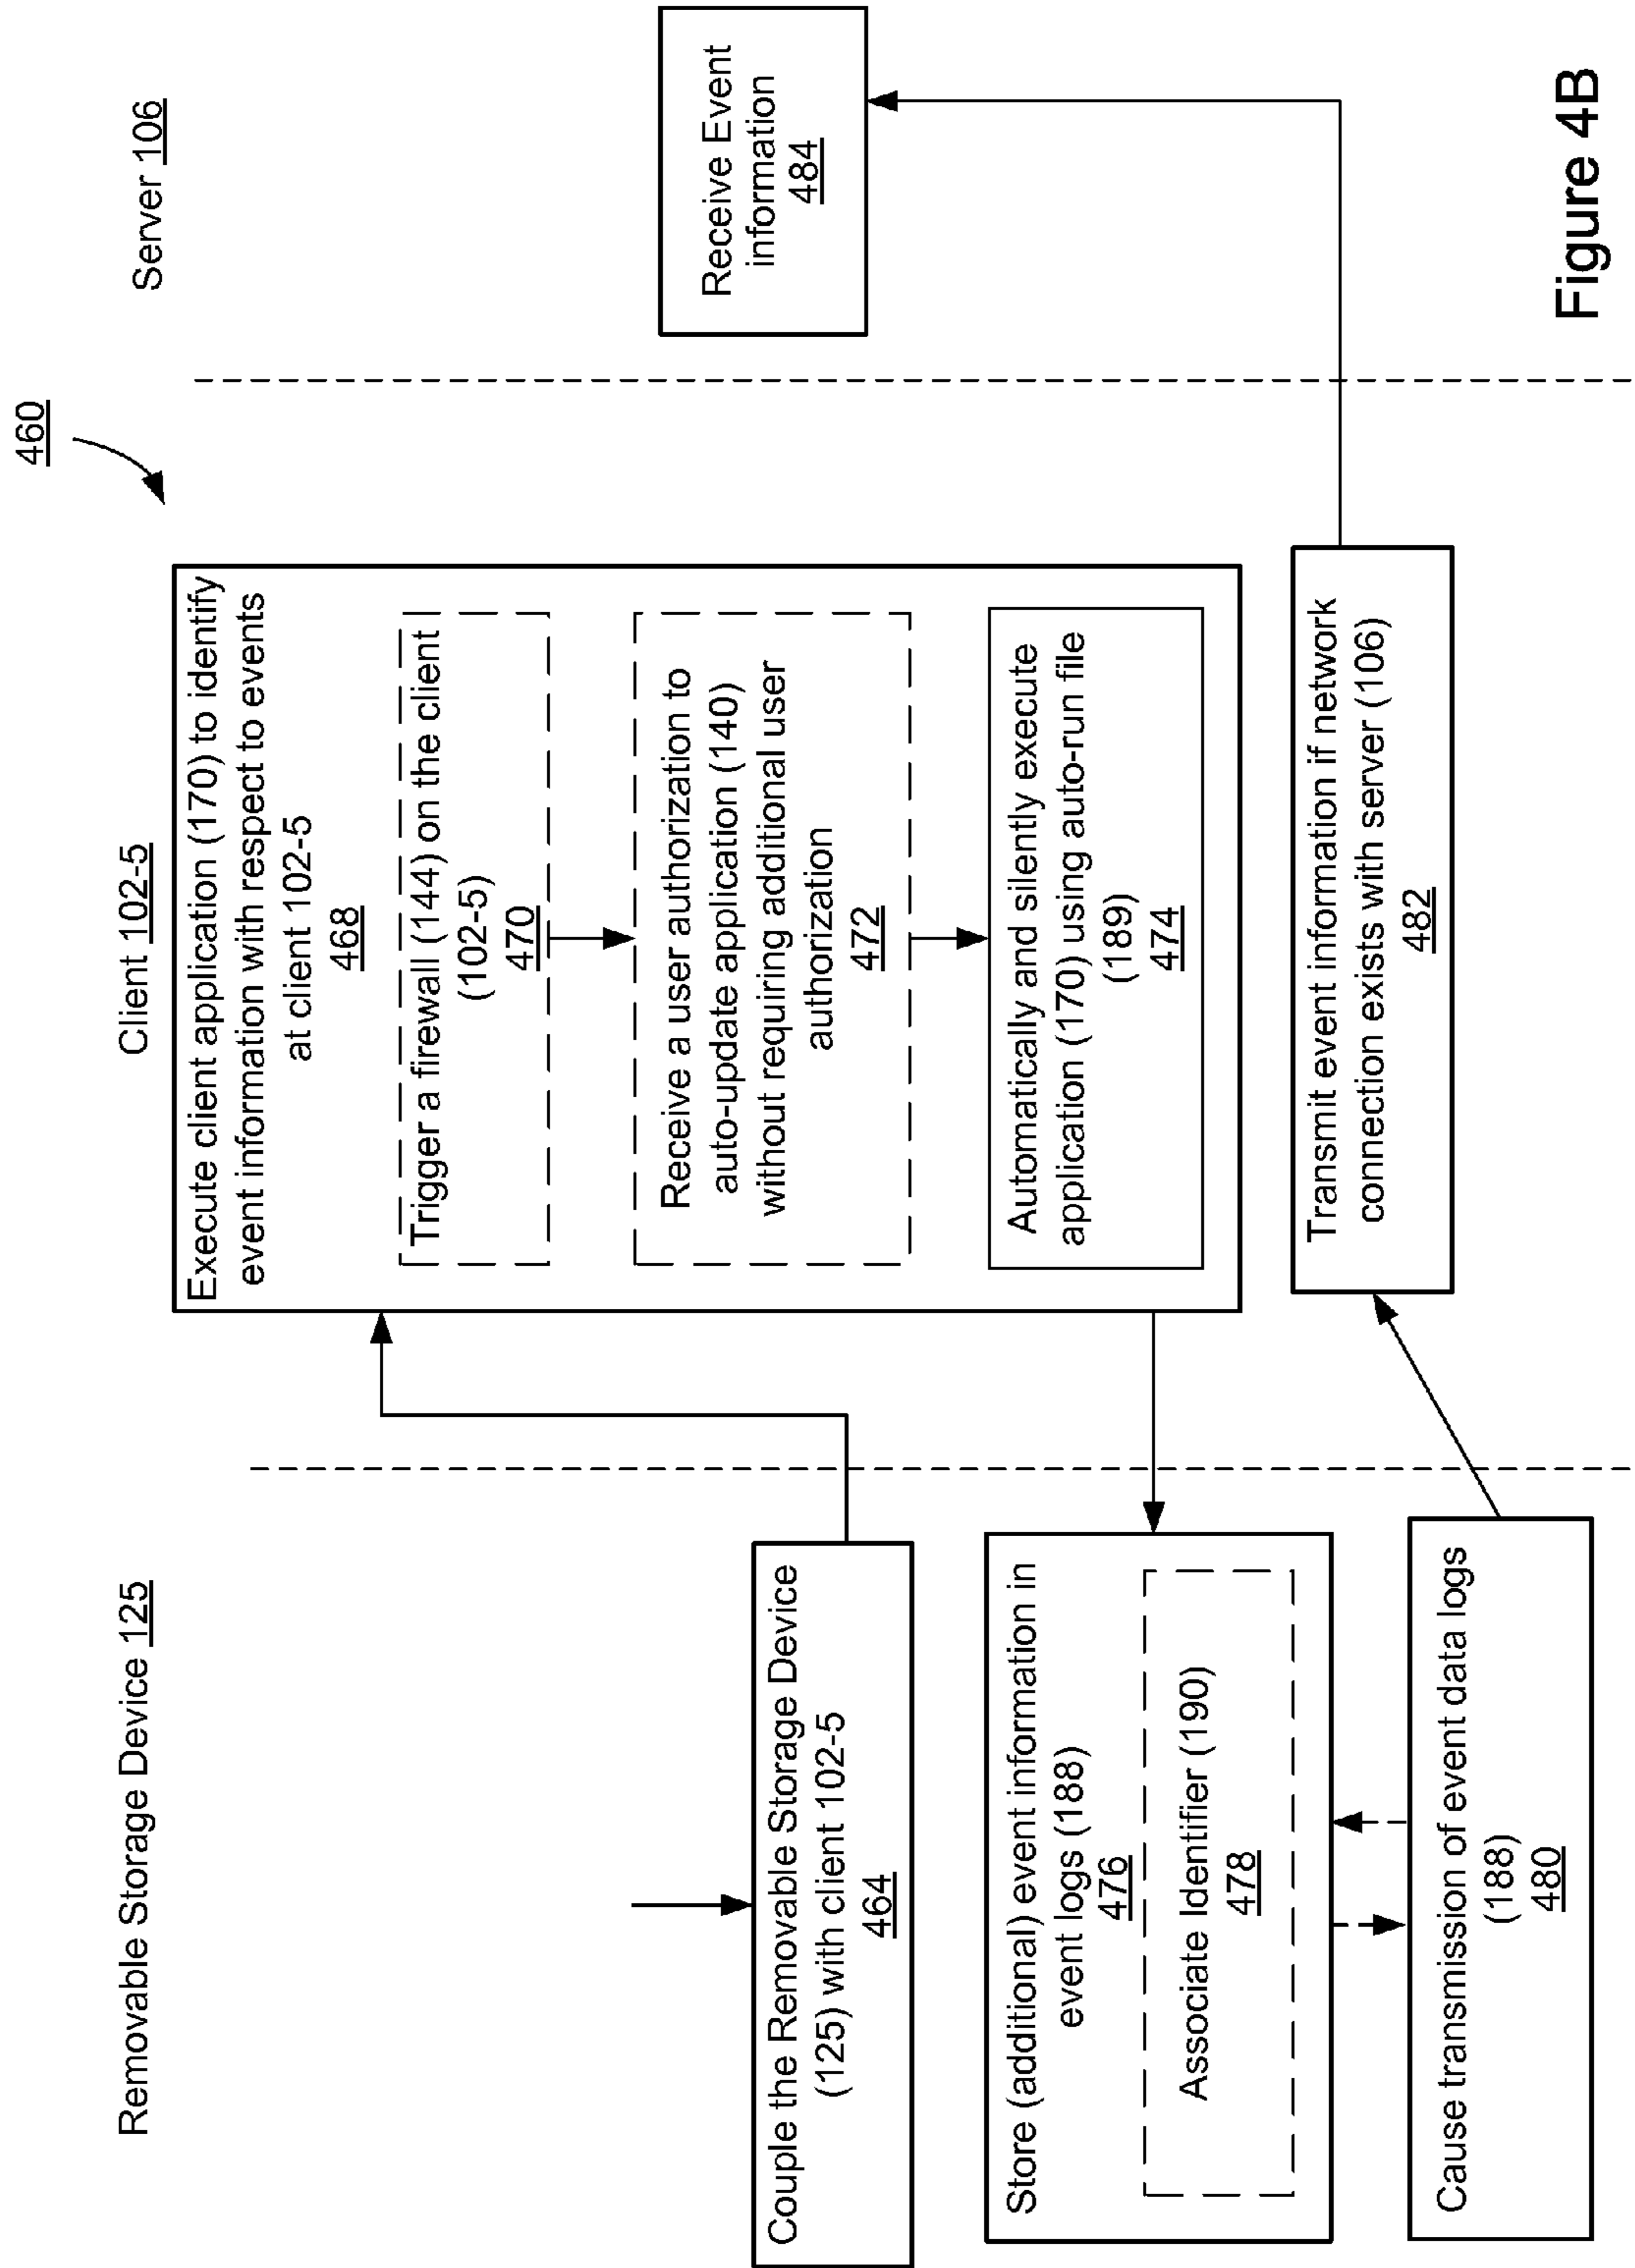 Removable Storage Device 125
Client 102-5
Server 106
460
Couple the Removable Storage Device
(125) with client 102-5
464
Execute client application (170) to identify
event information with respect to events
at client 102-5
468
Trigger a firewall (144) on the client
(102-5)
470
Receive a user authorization to
auto-update application (140)
without requiring additional user
authorization
472
Automatically and silently execute
application (170) using auto-run file
(189)
474
Store (additional) event information in
event logs (188)
476
Associate Identifier (190)
478
Cause transmission of event data logs
(188)
480
Transmit event information if network
connection exists with server (106)
482
Receive Event
information
484
Figure 4B